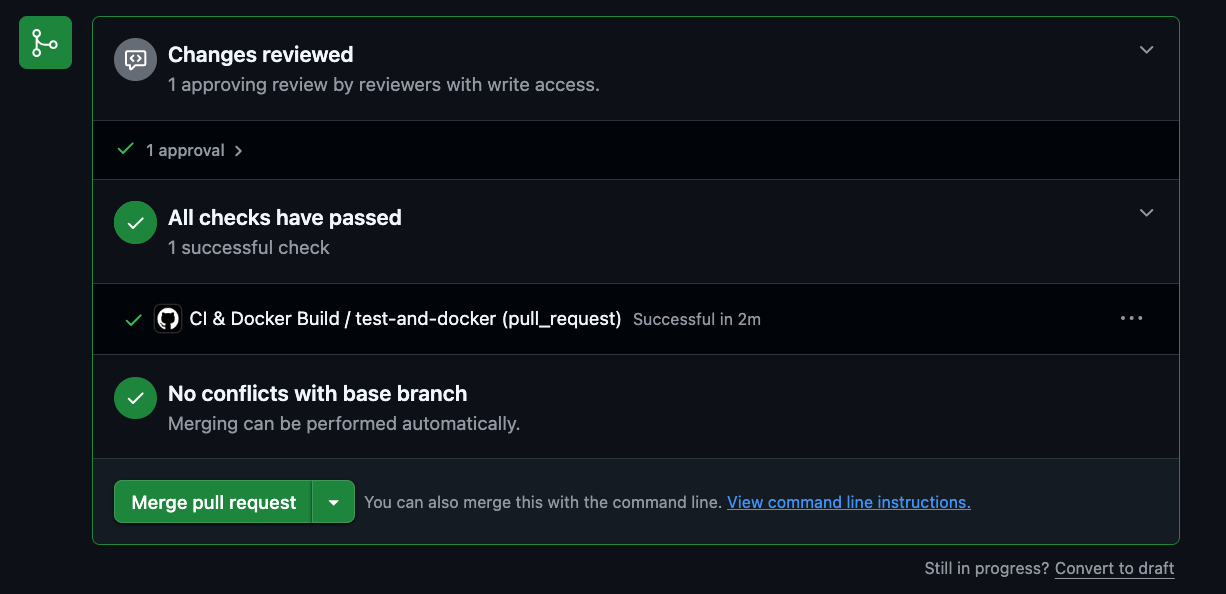 Changes reviewed
1 approving review by reviewers with write access.
1 approval
All checks have passed
1 successful check
CI & Docker Build / test-and-docker (pull_request) Successful in 2m
No conflicts with base branch
Merging can be performed automatically.
Merge pull request You can also merge this with the command line. View command line instructions.
Still in progress? Convert to draft